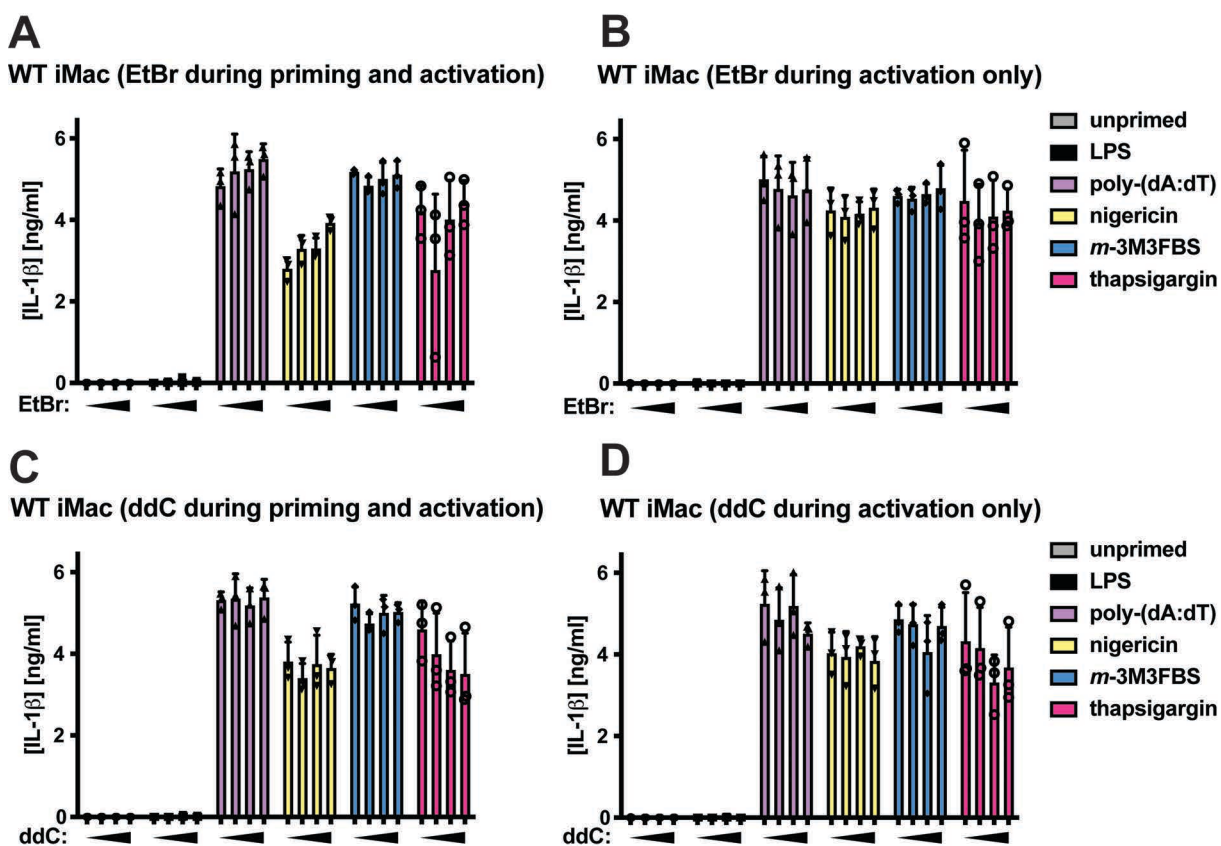 A
WT iMac (EtBr during priming and activation)
[IL-1β] [ng/ml]
6
4
2
0
EtBr:
B
WT iMac (EtBr during activation only)
[IL-1β] [ng/ml]
6
4
2
0
EtBr:
unprimed
LPS
poly-(dA:dT)
nigericin
m-3M3FBS
thapsigargin
C
WT iMac (ddC during priming and activation)
[IL-1β] [ng/ml]
6
4
2
0
ddC:
D
WT iMac (ddC during activation only)
[IL-1β] [ng/ml]
6
4
2
0
ddC:
unprimed
LPS
poly-(dA:dT)
nigericin
m-3M3FBS
thapsigargin